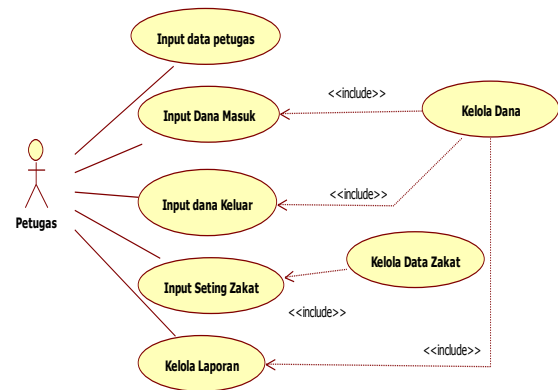 Input data petugas
<<include>>
Input Dana Masuk
Kelola Dana
<<include>>
Input dana Keluar
Petugas
Kelola Data Zakat
Input Seting Zakat
<<include>>
<<include>>
Kelola Laporan